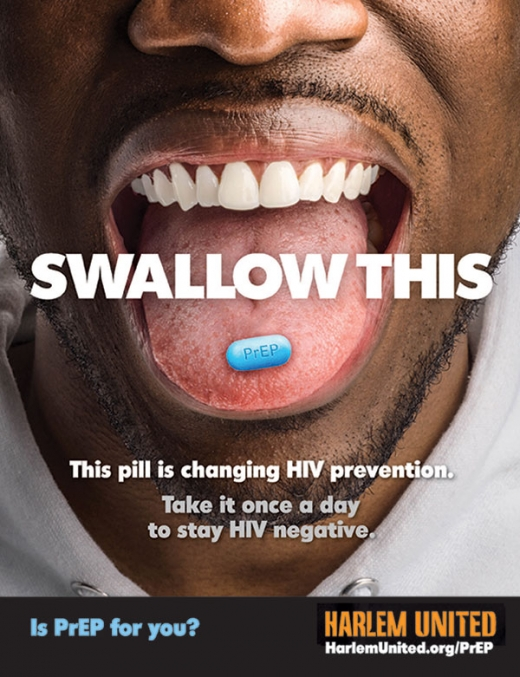 SWALLOW THIS
PrEP
This pill is changing HIV prevention.
Take it once a day
to stay HIV negative.
Is PrEP for you?
HARLEM UNITED
HarlemUnited.org/PrEP